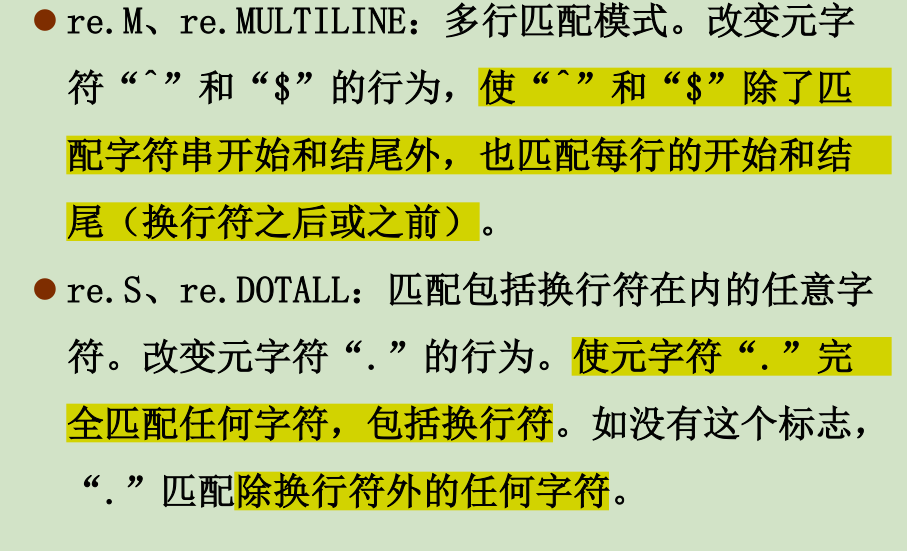 re.M、re.MULTILINE：多行匹配模式。改变元字
符“^”和“$”的行为，使“^”和“$”除了匹
配字符串开始和结尾外，也匹配每行的开始和结
尾（换行符之后或之前）。
re.S、re.DOTALL：匹配包括换行符在内的任意字
符。改变元字符“.”的行为。使元字符“.”完
全匹配任何字符，包括换行符。如没有这个标志，
“.”匹配除换行符外的任何字符。